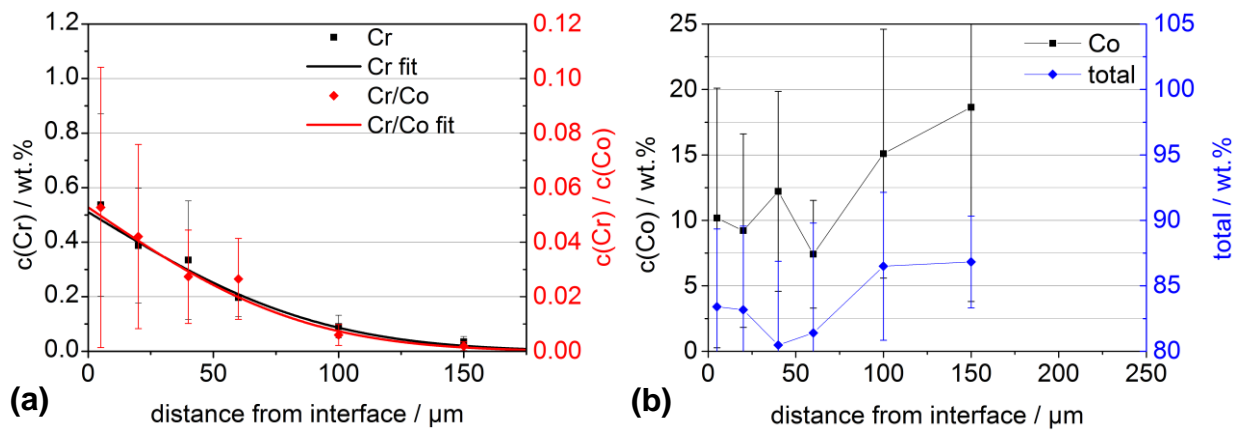 1.2
1.0
0.8
0.6
0.4
0.2
0.0
c(Cr) / wt.%
Cr
Cr fit
Cr/Co
Cr/Co fit
0.12
0.10
0.08
0.06
0.04
0.02
0.00
c(Cr) / c(Co)
0 50 100 150
distance from interface / µm
(a)
25
20
15
10
5
0
c(Co) / wt.%
Co
total
105
100
95
90
85
80
total / wt.%
0 50 100 150 200 250
distance from interface / µm
(b)